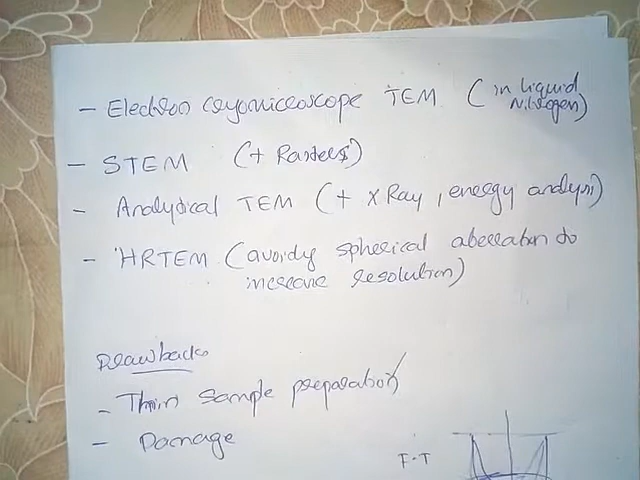 - Electron cryomicroscope TEM (in liquid
Nitrogen)
- STEM (+ Rasters)
- Analytical TEM (+ X Ray, energy analysis)
- HRTEM (avoidg spherical aberration to
increase resolution)
Drawbacks
- Thin sample preparation
- Damage
F.T